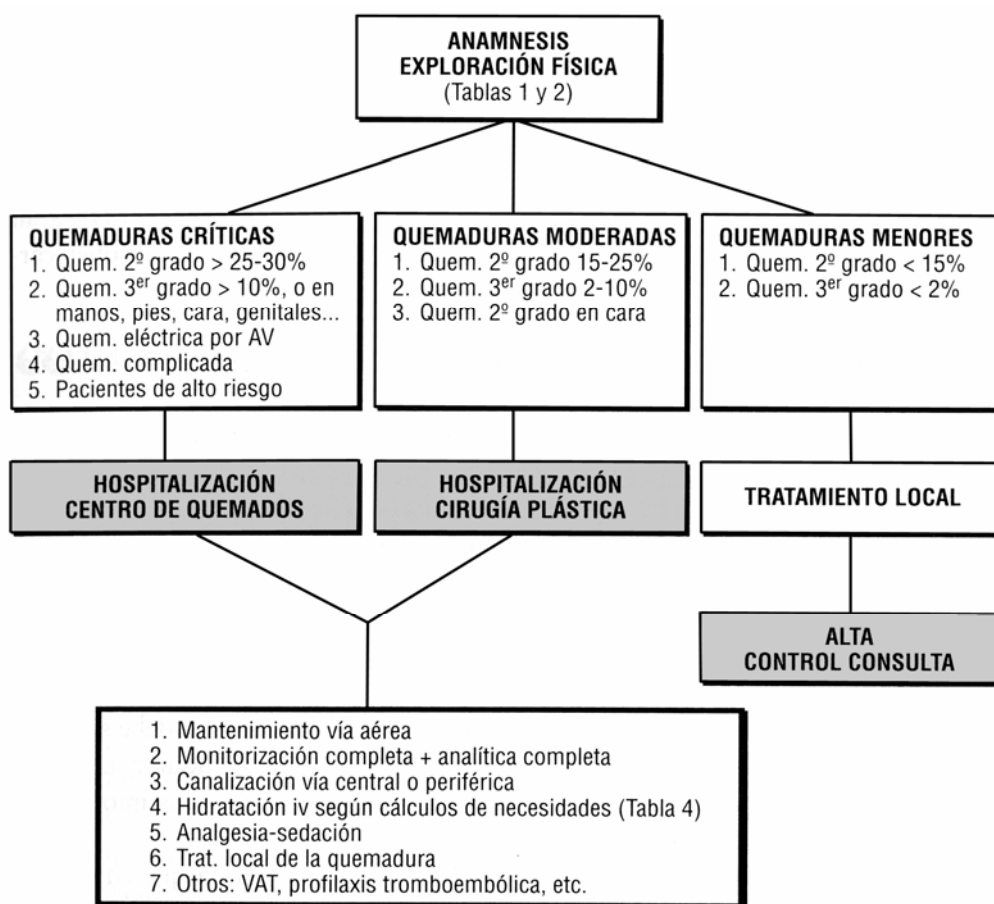 ANAMNESIS
EXPLORACIÓN FÍSICA
(Tablas 1 y 2)
QUEMADURAS CRÍTICAS
1. Quem. 2º grado > 25-30%
2. Quem. 3er grado > 10%, o en
manos, pies, cara, genitales...
3. Quem. eléctrica por AV
4. Quem. complicada
5. Pacientes de alto riesgo
QUEMADURAS MODERADAS
1. Quem. 2º grado 15-25%
2. Quem. 3er grado 2-10%
3. Quem. 2º grado en cara
QUEMADURAS MENORES
1. Quem. 2º grado < 15%
2. Quem. 3er grado < 2%
HOSPITALIZACIÓN
CENTRO DE QUEMADOS
HOSPITALIZACIÓN
CIRUGÍA PLÁSTICA
TRATAMIENTO LOCAL
ALTA
CONTROL CONSULTA
1. Mantenimiento vía aérea
2. Monitorización completa + analítica completa
3. Canalización vía central o periférica
4. Hidratación iv según cálculos de necesidades (Tabla 4)
5. Analgesia-sedación
6. Trat. local de la quemadura
7. Otros: VAT, profilaxis tromboembólica, etc.